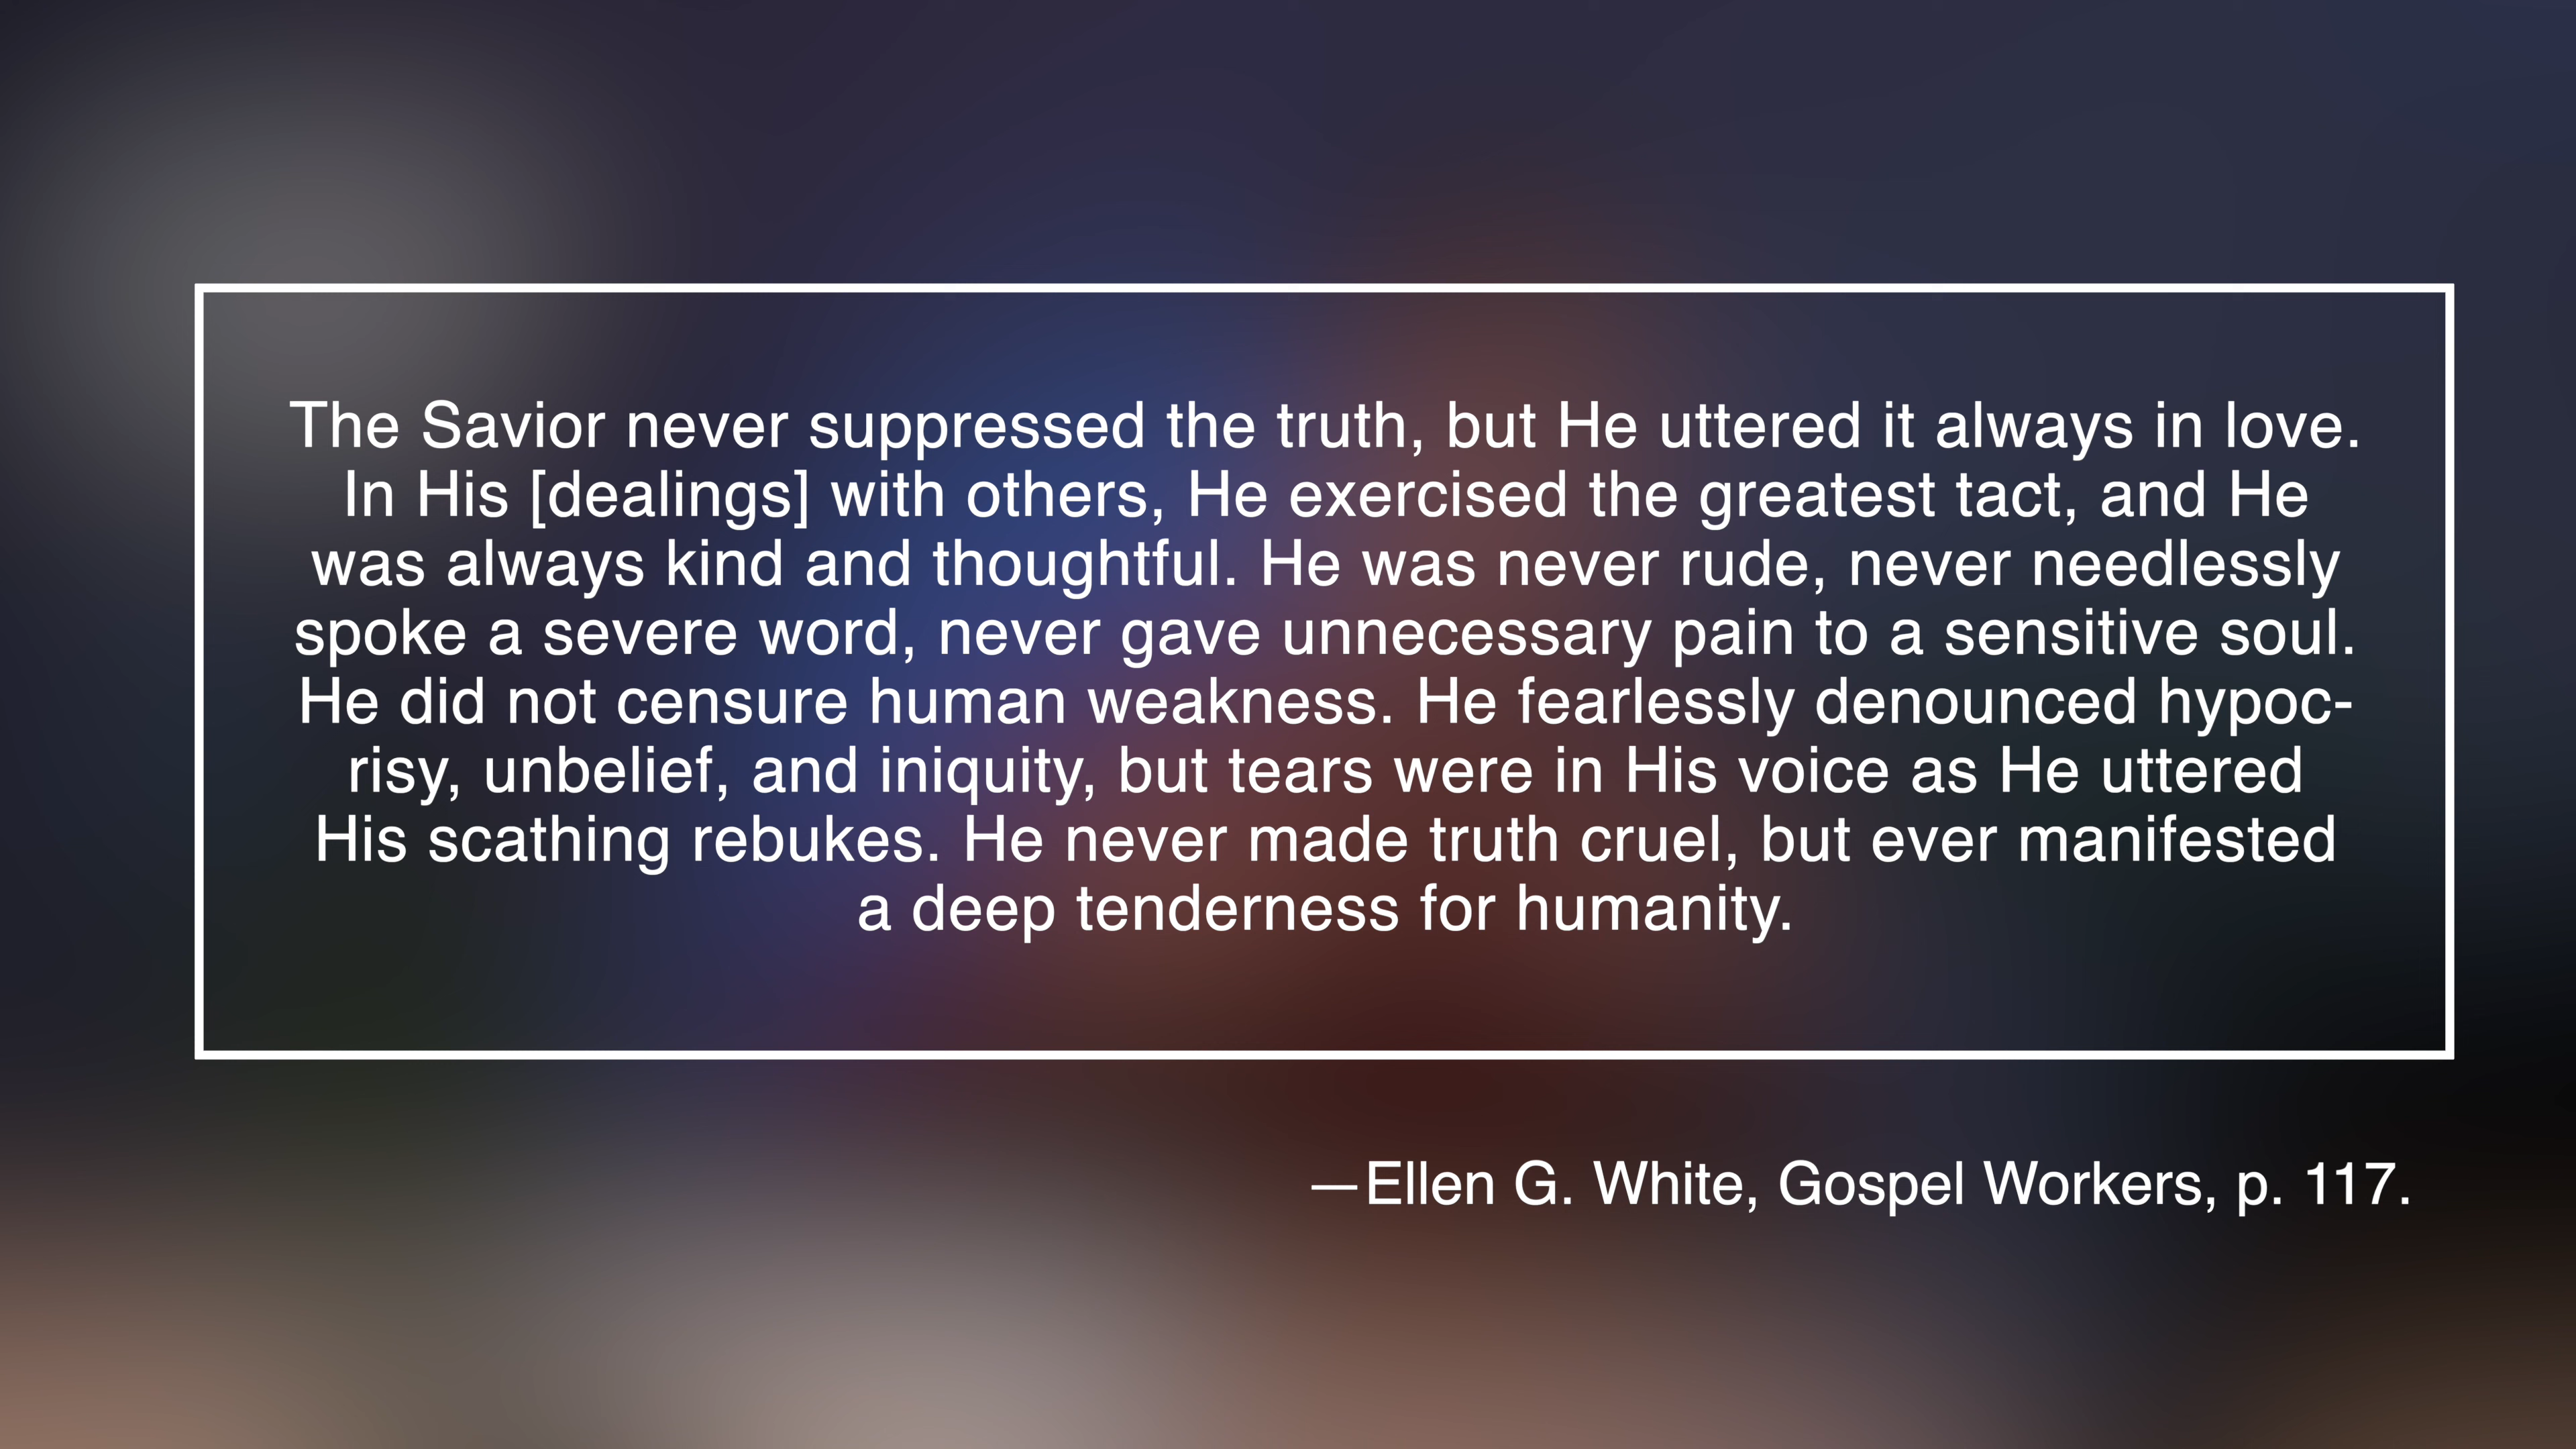 The Savior never suppressed the truth, but He uttered it always in love.
In His [dealings] with others, He exercised the greatest tact, and He
was always kind and thoughtful. He was never rude, never needlessly
spoke a severe word, never gave unnecessary pain to a sensitive soul.
He did not censure human weakness. He fearlessly denounced hypoc-
risy, unbelief, and iniquity, but tears were in His voice as He uttered
His scathing rebukes. He never made truth cruel, but ever manifested
a deep tenderness for humanity.
—Ellen G. White, Gospel Workers, p. 117.